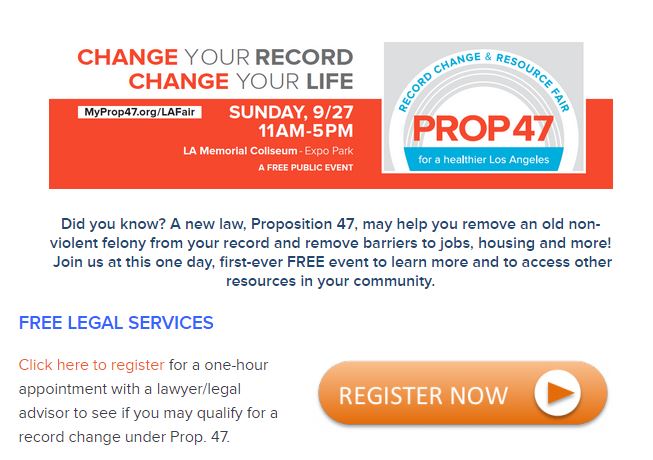 CHANGE YOUR RECORD
CHANGE YOUR LIFE
MyProp47.org/LAFair
SUNDAY, 9/27
11AM-5PM
LA Memorial Coliseum - Expo Park
A FREE PUBLIC EVENT
RECORD CHANGE & RESOURCE FAIR
PROP 47
for a healthier Los Angeles
Did you know? A new law, Proposition 47, may help you remove an old non-
violent felony from your record and remove barriers to jobs, housing and more!
Join us at this one day, first-ever FREE event to learn more and to access other
resources in your community.
FREE LEGAL SERVICES
Click here to register for a one-hour
appointment with a lawyer/legal
advisor to see if you may qualify for a
record change under Prop. 47.
REGISTER NOW